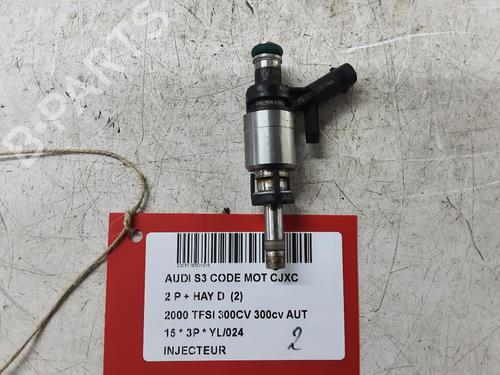 B-PARTS
AUDI S3 CODE MOT CJXC
2 P + HAY D (2)
2000 TFSI 300CV 300cv AUT
15 * 3P * YL/024
INJECTEUR
2